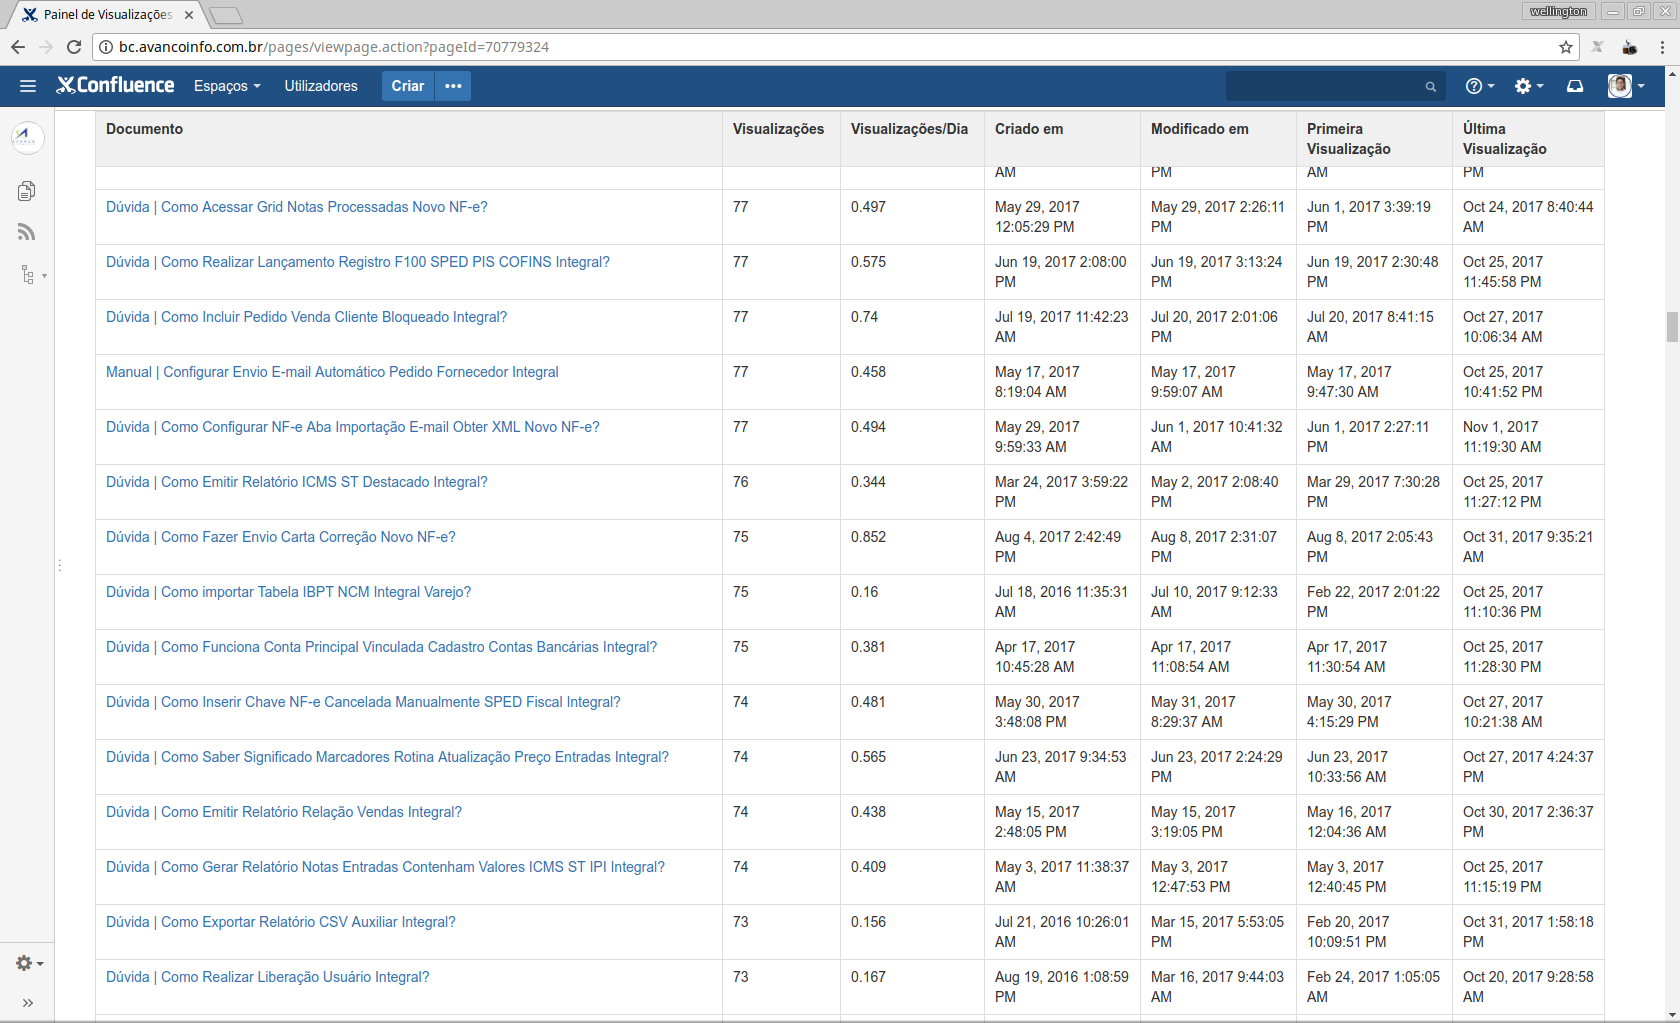 Painel de Visualizações
wellington
bc.avancoinfo.com.br/pages/viewpage.action?pageId=70779324
Confluence Espaços Utilizadores Criar
Documento Visualizações Visualizações/Dia Criado em Modificado em Primeira Visualização Última Visualização
AM PM AM PM
Dúvida | Como Acessar Grid Notas Processadas Novo NF-e? 77 0.497 May 29, 2017 12:05:29 PM May 29, 2017 2:26:11 PM Jun 1, 2017 3:39:19 PM Oct 24, 2017 8:40:44 AM
Dúvida | Como Realizar Lançamento Registro F100 SPED PIS COFINS Integral? 77 0.575 Jun 19, 2017 2:08:00 PM Jun 19, 2017 3:13:24 PM Jun 19, 2017 2:30:48 PM Oct 25, 2017 11:45:58 PM
Dúvida | Como Incluir Pedido Venda Cliente Bloqueado Integral? 77 0.74 Jul 19, 2017 11:42:23 AM Jul 20, 2017 2:01:06 PM Jul 20, 2017 8:41:15 AM Oct 27, 2017 10:06:34 AM
Manual | Configurar Envio E-mail Automático Pedido Fornecedor Integral 77 0.458 May 17, 2017 8:19:04 AM May 17, 2017 9:59:07 AM May 17, 2017 9:47:30 AM Oct 25, 2017 10:41:52 PM
Dúvida | Como Configurar NF-e Aba Importação E-mail Obter XML Novo NF-e? 77 0.494 May 29, 2017 9:59:33 AM Jun 1, 2017 10:41:32 AM Jun 1, 2017 2:27:11 PM Nov 1, 2017 11:19:30 AM
Dúvida | Como Emitir Relatório ICMS ST Destacado Integral? 76 0.344 Mar 24, 2017 3:59:22 PM May 2, 2017 2:08:40 PM Mar 29, 2017 7:30:28 PM Oct 25, 2017 11:27:12 PM
Dúvida | Como Fazer Envio Carta Correção Novo NF-e? 75 0.852 Aug 4, 2017 2:42:49 PM Aug 8, 2017 2:31:07 PM Aug 8, 2017 2:05:43 PM Oct 31, 2017 9:35:21 AM
Dúvida | Como importar Tabela IBPT NCM Integral Varejo? 75 0.16 Jul 18, 2016 11:35:31 AM Jul 10, 2017 9:12:33 AM Feb 22, 2017 2:01:22 PM Oct 25, 2017 11:10:36 PM
Dúvida | Como Funciona Conta Principal Vinculada Cadastro Contas Bancárias Integral? 75 0.381 Apr 17, 2017 10:45:28 AM Apr 17, 2017 11:08:54 AM Apr 17, 2017 11:30:54 AM Oct 25, 2017 11:28:30 PM
Dúvida | Como Inserir Chave NF-e Cancelada Manualmente SPED Fiscal Integral? 74 0.481 May 30, 2017 3:48:08 PM May 31, 2017 8:29:37 AM May 30, 2017 4:15:29 PM Oct 27, 2017 10:21:38 AM
Dúvida | Como Saber Significado Marcadores Rotina Atualização Preço Entradas Integral? 74 0.565 Jun 23, 2017 9:34:53 AM Jun 23, 2017 2:24:29 PM Jun 23, 2017 10:33:56 AM Oct 27, 2017 4:24:37 PM
Dúvida | Como Emitir Relatório Relação Vendas Integral? 74 0.438 May 15, 2017 2:48:05 PM May 15, 2017 3:19:05 PM May 16, 2017 12:04:36 AM Oct 30, 2017 2:36:37 PM
Dúvida | Como Gerar Relatório Notas Entradas Contenham Valores ICMS ST IPI Integral? 74 0.409 May 3, 2017 11:38:37 AM May 3, 2017 12:47:53 PM May 3, 2017 12:40:45 PM Oct 25, 2017 11:15:19 PM
Dúvida | Como Exportar Relatório CSV Auxiliar Integral? 73 0.156 Jul 21, 2016 10:26:01 AM Mar 15, 2017 5:53:05 PM Feb 20, 2017 10:09:51 PM Oct 31, 2017 1:58:18 PM
Dúvida | Como Realizar Liberação Usuário Integral? 73 0.167 Aug 19, 2016 1:08:59 PM Mar 16, 2017 9:44:03 AM Feb 24, 2017 1:05:05 AM Oct 20, 2017 9:28:58 AM